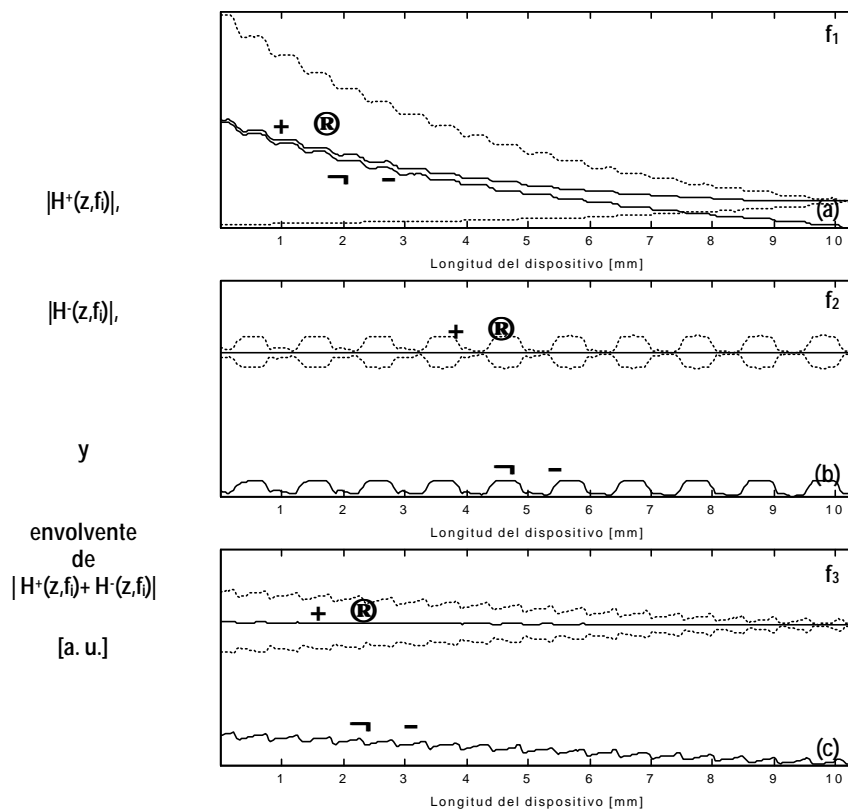 f₁
+ ®
¬ -
(a)
1 2 3 4 5 6 7 8 9 10
Longitud del dispositivo [mm]
|H⁺(z,fᵢ)|,
|H⁻(z,fᵢ)|,
y
envolvente
de
| H⁺(z,fᵢ)+ H⁻(z,fᵢ)|
[a. u.]
f₂
+ ®
¬ -
(b)
1 2 3 4 5 6 7 8 9 10
Longitud del dispositivo [mm]
f₃
+ ®
¬ -
(c)
1 2 3 4 5 6 7 8 9 10
Longitud del dispositivo [mm]